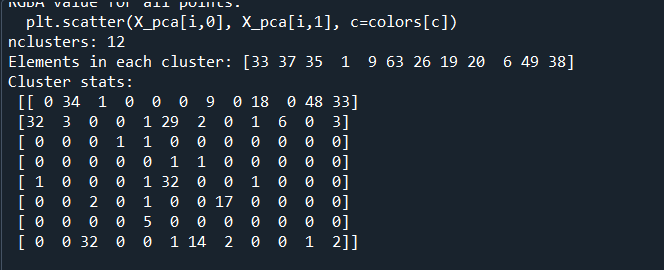 RGBA value for all points.
plt.scatter(X_pca[i,0], X_pca[i,1], c=colors[c])
nclusters: 12
Elements in each cluster: [33 37 35  1  9 63 26 19 20  6 49 38]
Cluster stats:
[[ 0 34  1  0  0  0  9  0 18  0 48 33]
[32  3  0  0  1 29  2  0  1  6  0  3]
[ 0  0  0  1  1  0  0  0  0  0  0  0]
[ 0  0  0  0  0  1  1  0  0  0  0  0]
[ 1  0  0  0  1 32  0  0  1  0  0  0]
[ 0  0  2  0  1  0  0 17  0  0  0  0]
[ 0  0  0  0  5  0  0  0  0  0  0  0]
[ 0  0 32  0  0  1 14  2  0  0  1  2]]